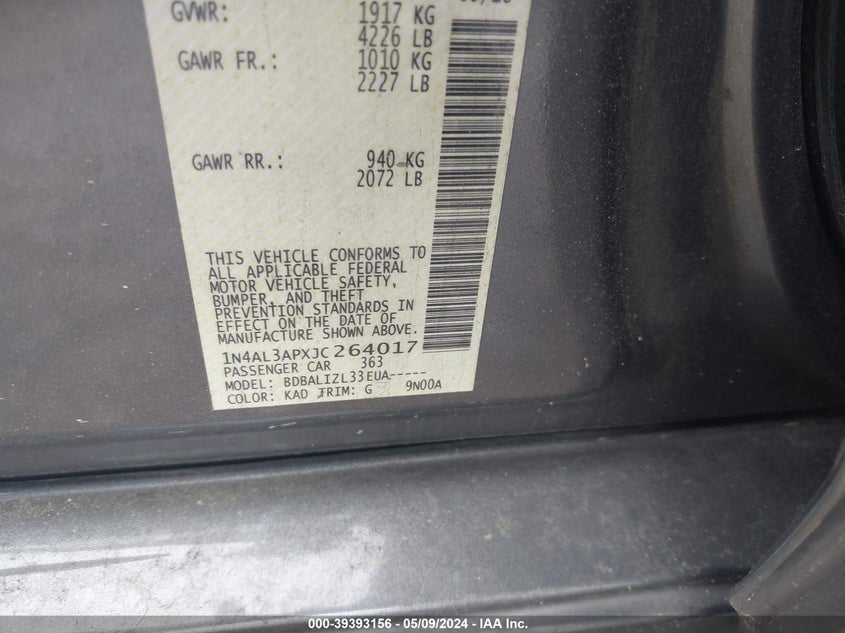 GVWR: 1917 KG
4226 LB
GAWR FR.: 1010 KG
2227 LB
GAWR RR.: 940 KG
2072 LB
THIS VEHICLE CONFORMS TO
ALL APPLICABLE FEDERAL
MOTOR VEHICLE SAFETY,
BUMPER, AND THEFT
PREVENTION STANDARDS IN
EFFECT ON THE DATE OF
MANUFACTURE SHOWN ABOVE.
1N4AL3APXJC264017
PASSENGER CAR 363
MODEL: BDBALIZL33EUA-----
COLOR: KAD TRIM: G 9N00A
000-39393156 - 05/09/2024 - IAA Inc.